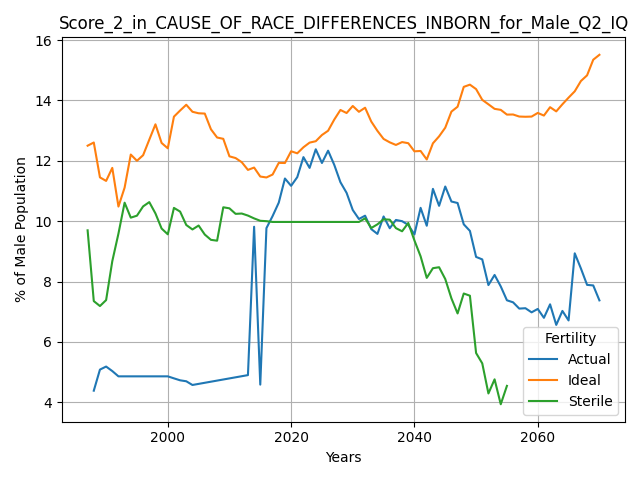 Score_2_in_CAUSE_OF_RACE_DIFFERENCES_INBORN_for_Male_Q2_IQ
16
14
12
10
8
6
4
% of Male Population
2000
2020
2040
2060
Years
Fertility
Actual
Ideal
Sterile